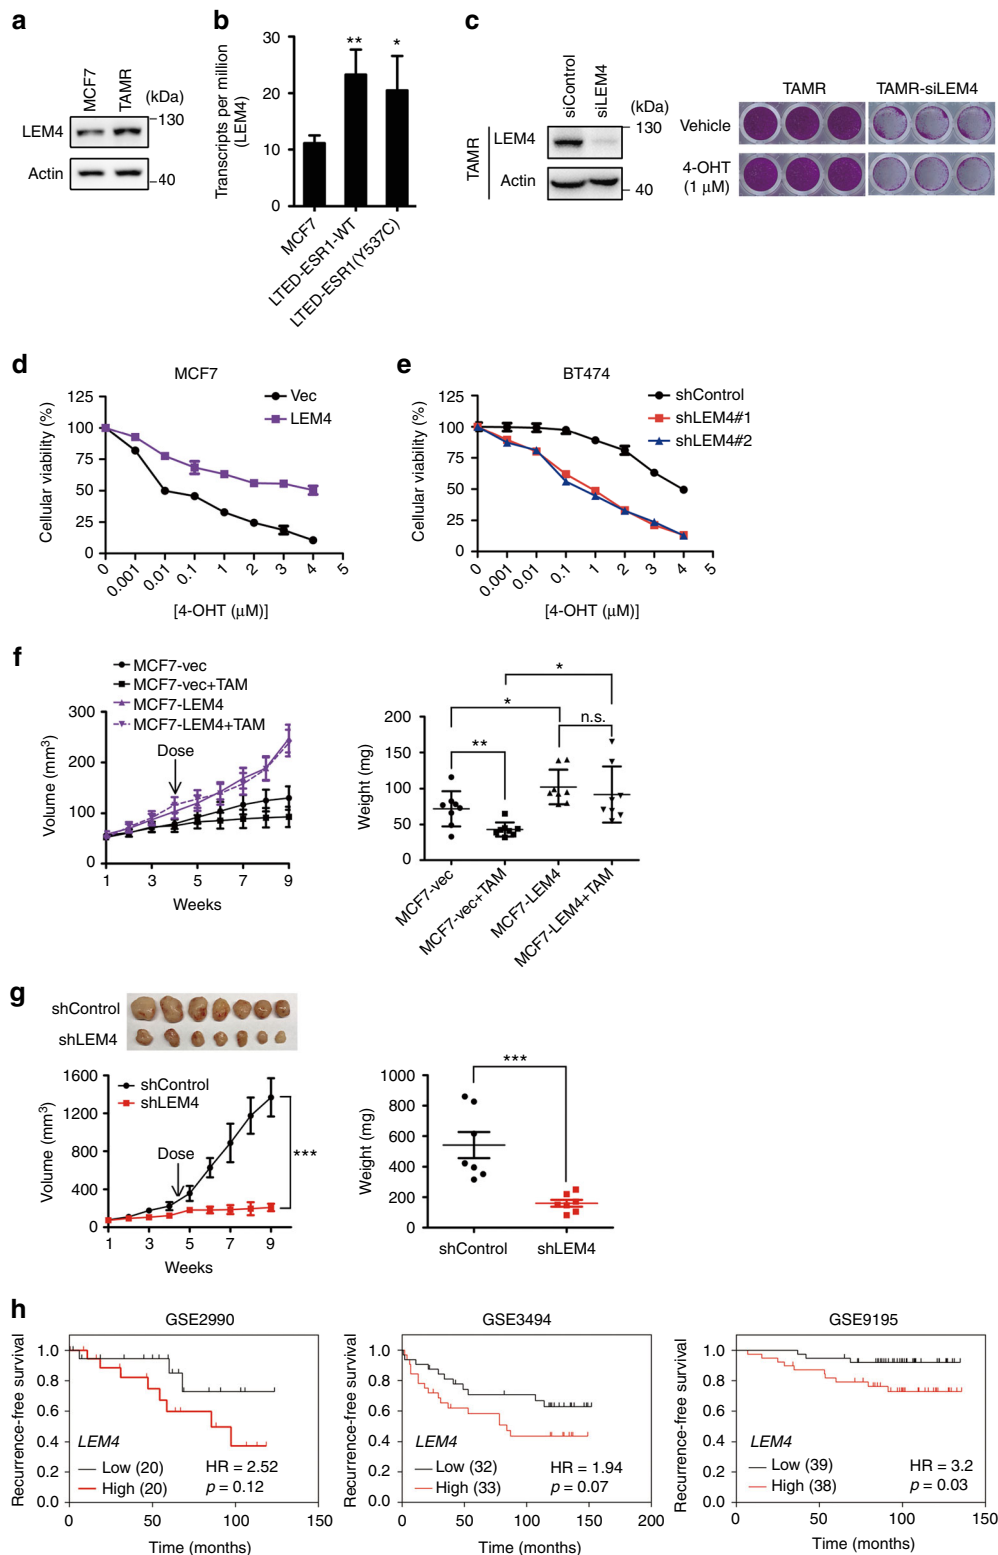 a
MCF7
TAMR
(kDa)
LEM4
130
Actin
40
b
Transcripts per million
(LEM4)
30
20
10
0
**
*
MCF7
LTED-ESR1-WT
LTED-ESR1(Y537C)
c
siControl
siLEM4
(kDa)
TAMR
LEM4
130
Actin
40
TAMR
TAMR-siLEM4
Vehicle
4-OHT
(1 μM)
d
MCF7
Vec
LEM4
Cellular viability (%)
125
100
75
50
25
0
0 0.001 0.01 0.1 1 2 3 4 5
[4-OHT (μM)]
e
BT474
shControl
shLEM4#1
shLEM4#2
Cellular viability (%)
125
100
75
50
25
0
0 0.001 0.01 0.1 1 2 3 4 5
[4-OHT (μM)]
f
MCF7-vec
MCF7-vec+TAM
MCF7-LEM4
MCF7-LEM4+TAM
Dose
Volume (mm³)
300
200
100
0
1 3 5 7 9
Weeks
*
*
n.s.
**
Weight (mg)
200
150
100
50
0
MCF7-vec
MCF7-vec+TAM
MCF7-LEM4
MCF7-LEM4+TAM
g
shControl
shLEM4
shControl
shLEM4
Dose
***
Volume (mm³)
1600
1200
800
400
0
1 3 5 7 9
Weeks
***
Weight (mg)
1000
800
600
400
200
0
shControl shLEM4
h
GSE2990
Recurrence-free survival
1.0
0.8
0.6
0.4
0.2
0.0
LEM4
Low (20)
High (20)
HR = 2.52
p = 0.12
0 50 100 150
Time (months)
GSE3494
Recurrence-free survival
1.0
0.8
0.6
0.4
0.2
0.0
LEM4
Low (32)
High (33)
HR = 1.94
p = 0.07
0 50 100 150 200
Time (months)
GSE9195
Recurrence-free survival
1.0
0.8
0.6
0.4
0.2
0.0
LEM4
Low (39)
High (38)
HR = 3.2
p = 0.03
0 50 100 150
Time (months)